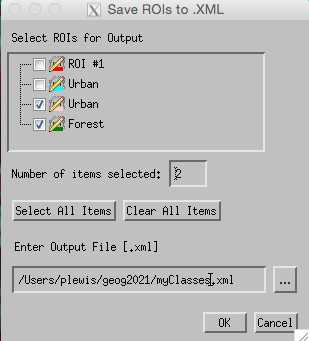 Save ROIs to .XML
Select ROIs for Output
ROI #1
Urban
Urban
Forest
Number of items selected: 2
Select All Items Clear All Items
Enter Output File [.xml]
/Users/plewis/geog2021/myClasses.xml ...
OK Cancel